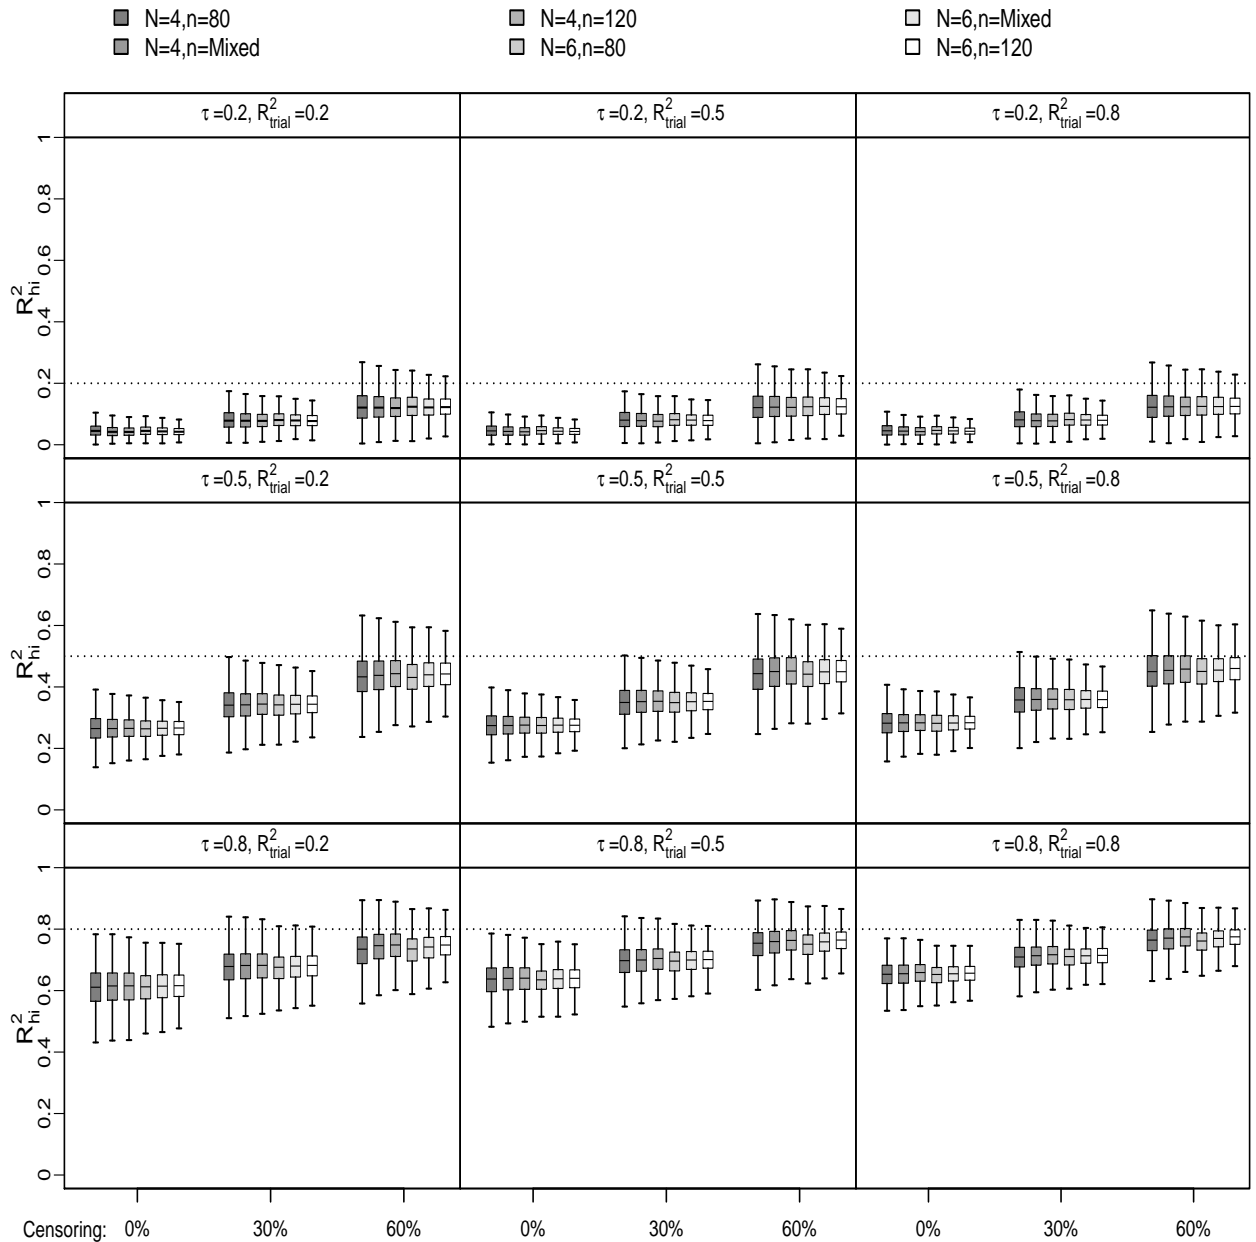 N=4,n=80 N=4,n=120 N=6,n=Mixed
N=4,n=Mixed N=6,n=80 N=6,n=120
τ=0.2, R²trial=0.2 τ=0.2, R²trial=0.5 τ=0.2, R²trial=0.8
1
0.8
0.6
0.4
0.2
0
R²hi
τ=0.5, R²trial=0.2 τ=0.5, R²trial=0.5 τ=0.5, R²trial=0.8
1
0.8
0.6
0.4
0.2
0
R²hi
τ=0.8, R²trial=0.2 τ=0.8, R²trial=0.5 τ=0.8, R²trial=0.8
1
0.8
0.6
0.4
0.2
0
R²hi
Censoring: 0% 30% 60% 0% 30% 60% 0% 30% 60%